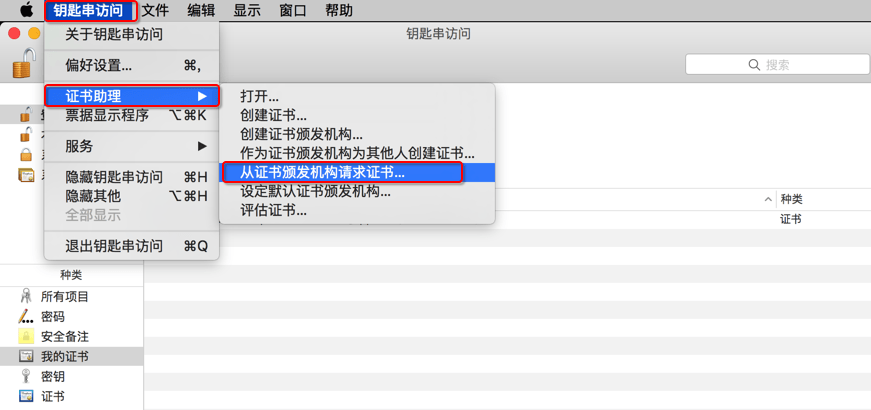 钥匙串访问 文件 编辑 显示 窗口 帮助
钥匙串访问
搜索
关于钥匙串访问
偏好设置... ⌘,
证书助理 ▶
票据显示程序 ⌥⌘K
服务 ▶
隐藏钥匙串访问 ⌘H
隐藏其他 ⌥⌘H
全部显示
退出钥匙串访问 ⌘Q
打开...
创建证书...
创建证书颁发机构...
作为证书颁发机构为其他人创建证书...
从证书颁发机构请求证书...
设定默认证书颁发机构...
评估证书...
种类
证书
种类
所有项目
密码
安全备注
我的证书
密钥
证书